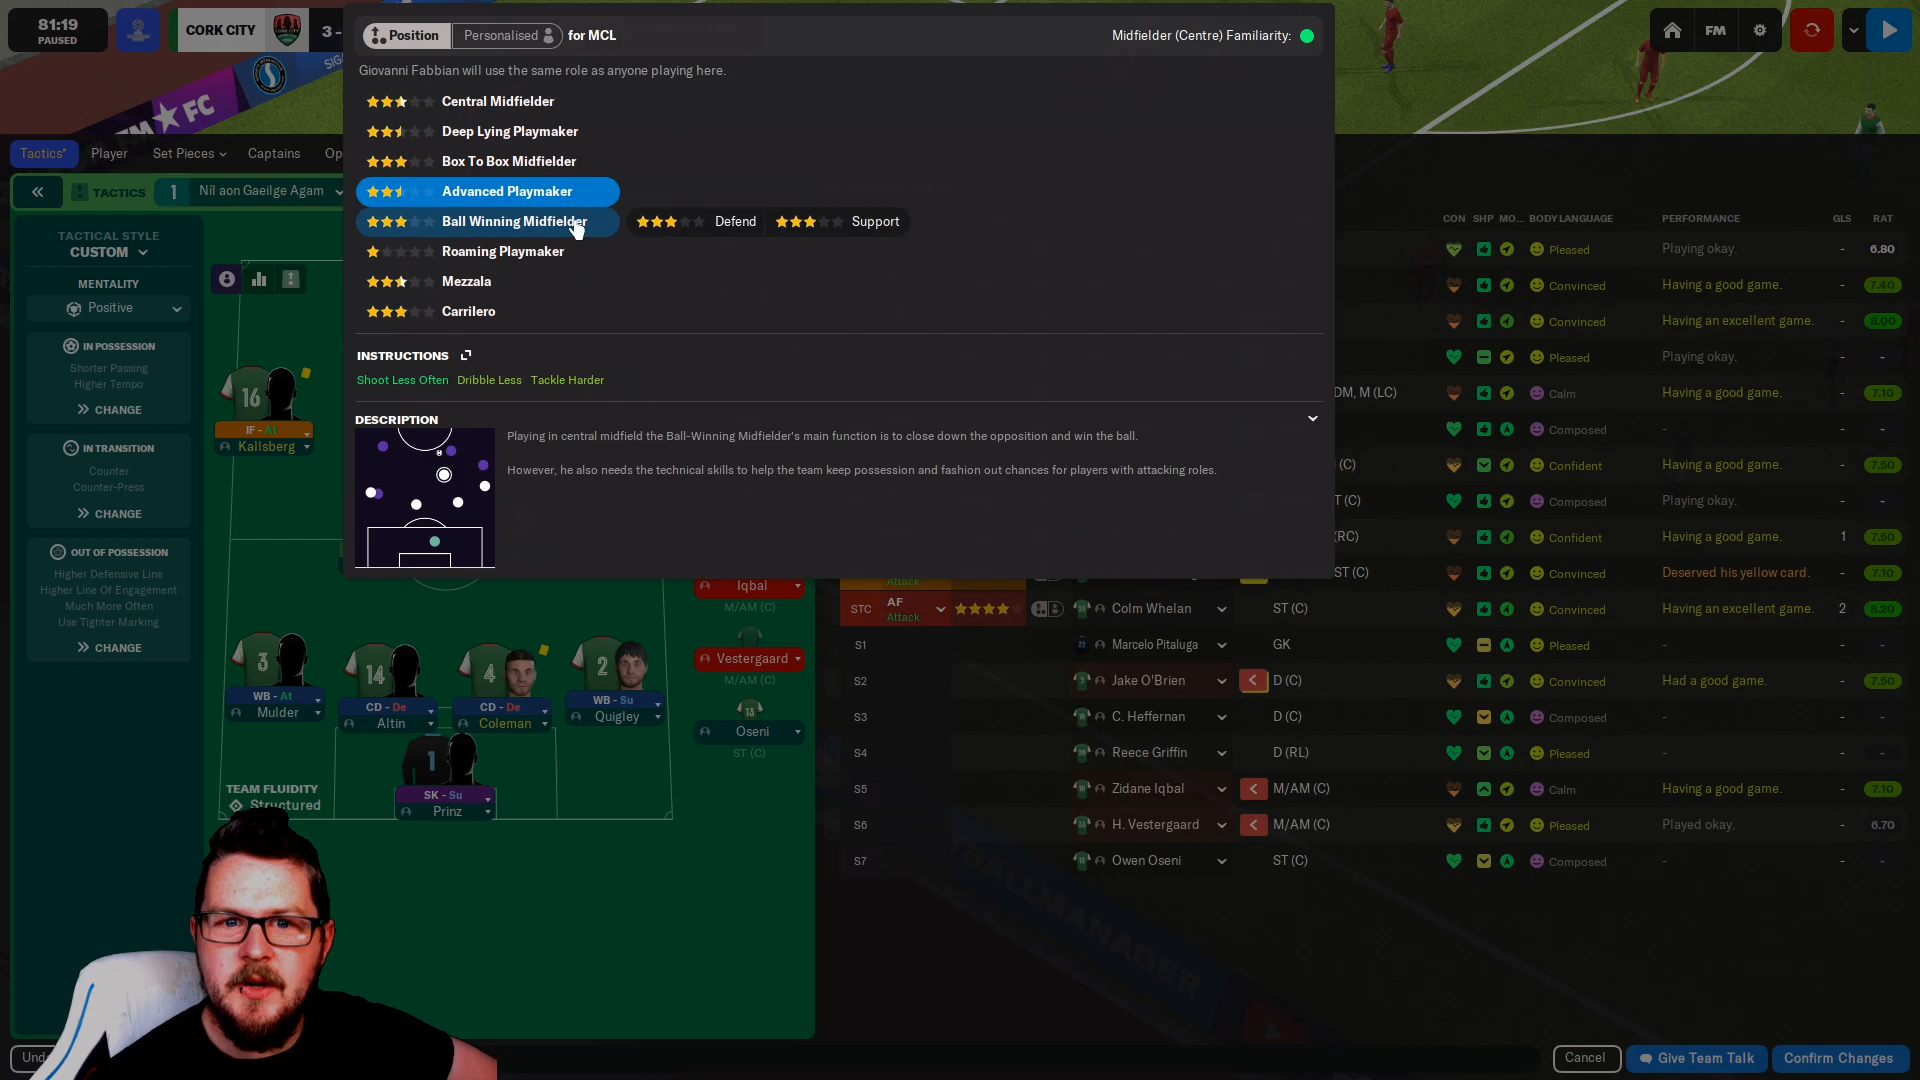 81:19
PAUSED
CORK CITY
3 -
Position
Personalised
for MCL
Midfielder (Centre) Familiarity:
FM
Giovanni Fabbian will use the same role as anyone playing here.
Central Midfielder
Deep Lying Playmaker
Box To Box Midfielder
Advanced Playmaker
Ball Winning Midfielder
Defend
Support
Roaming Playmaker
Mezzala
Carrilero
INSTRUCTIONS
Shoot Less Often
Dribble Less
Tackle Harder
DESCRIPTION
Playing in central midfield the Ball-Winning Midfielder's main function is to close down the opposition and win the ball.
However, he also needs the technical skills to help the team keep possession and fashion out chances for players with attacking roles.
Tactics*
Player
Set Pieces
Captains
Op
TACTICS
1
Níl aon Gaeilge Agam
TACTICAL STYLE
CUSTOM
MENTALITY
Positive
IN POSSESSION
Shorter Passing
Higher Tempo
CHANGE
IN TRANSITION
Counter
Counter-Press
CHANGE
OUT OF POSSESSION
Higher Defensive Line
Higher Line Of Engagement
Much More Often
Use Tighter Marking
CHANGE
16
IF - At
Kallsberg
3
WB - At
Mulder
14
CD - De
Altin
4
CD - De
Coleman
2
WB - Su
Quigley
1
SK - Su
Prinz
TEAM FLUIDITY
Structured
Iqbal
M/AM (C)
Vestergaard
M/AM (C)
13
Oseni
ST (C)
CON SHP MO... BODY LANGUAGE PERFORMANCE GLS RAT
Pleased Playing okay. - 6.80
Convinced Having a good game. - 7.40
Convinced Having an excellent game. - 8.00
Pleased Playing okay. - -
DM, M (LC) Calm Having a good game. - 7.10
Composed - - -
(C) Confident Having a good game. - 7.50
T (C) Composed Playing okay. - -
(RC) Confident Having a good game. 1 7.50
Attack
ST (C) Convinced Deserved his yellow card. - 7.10
STC AF Attack Colm Whelan ST (C) Convinced Having an excellent game. 2 8.20
S1 Marcelo Pitaluga GK Pleased - - -
S2 Jake O'Brien D (C) Convinced Had a good game. - 7.50
S3 C. Heffernan D (C) Composed - - -
S4 Reece Griffin D (RL) Pleased - - -
S5 Zidane Iqbal M/AM (C) Calm Having a good game. - 7.10
S6 H. Vestergaard M/AM (C) Pleased Played okay. - 6.70
S7 Owen Oseni ST (C) Composed - - -
Cancel
Give Team Talk
Confirm Changes